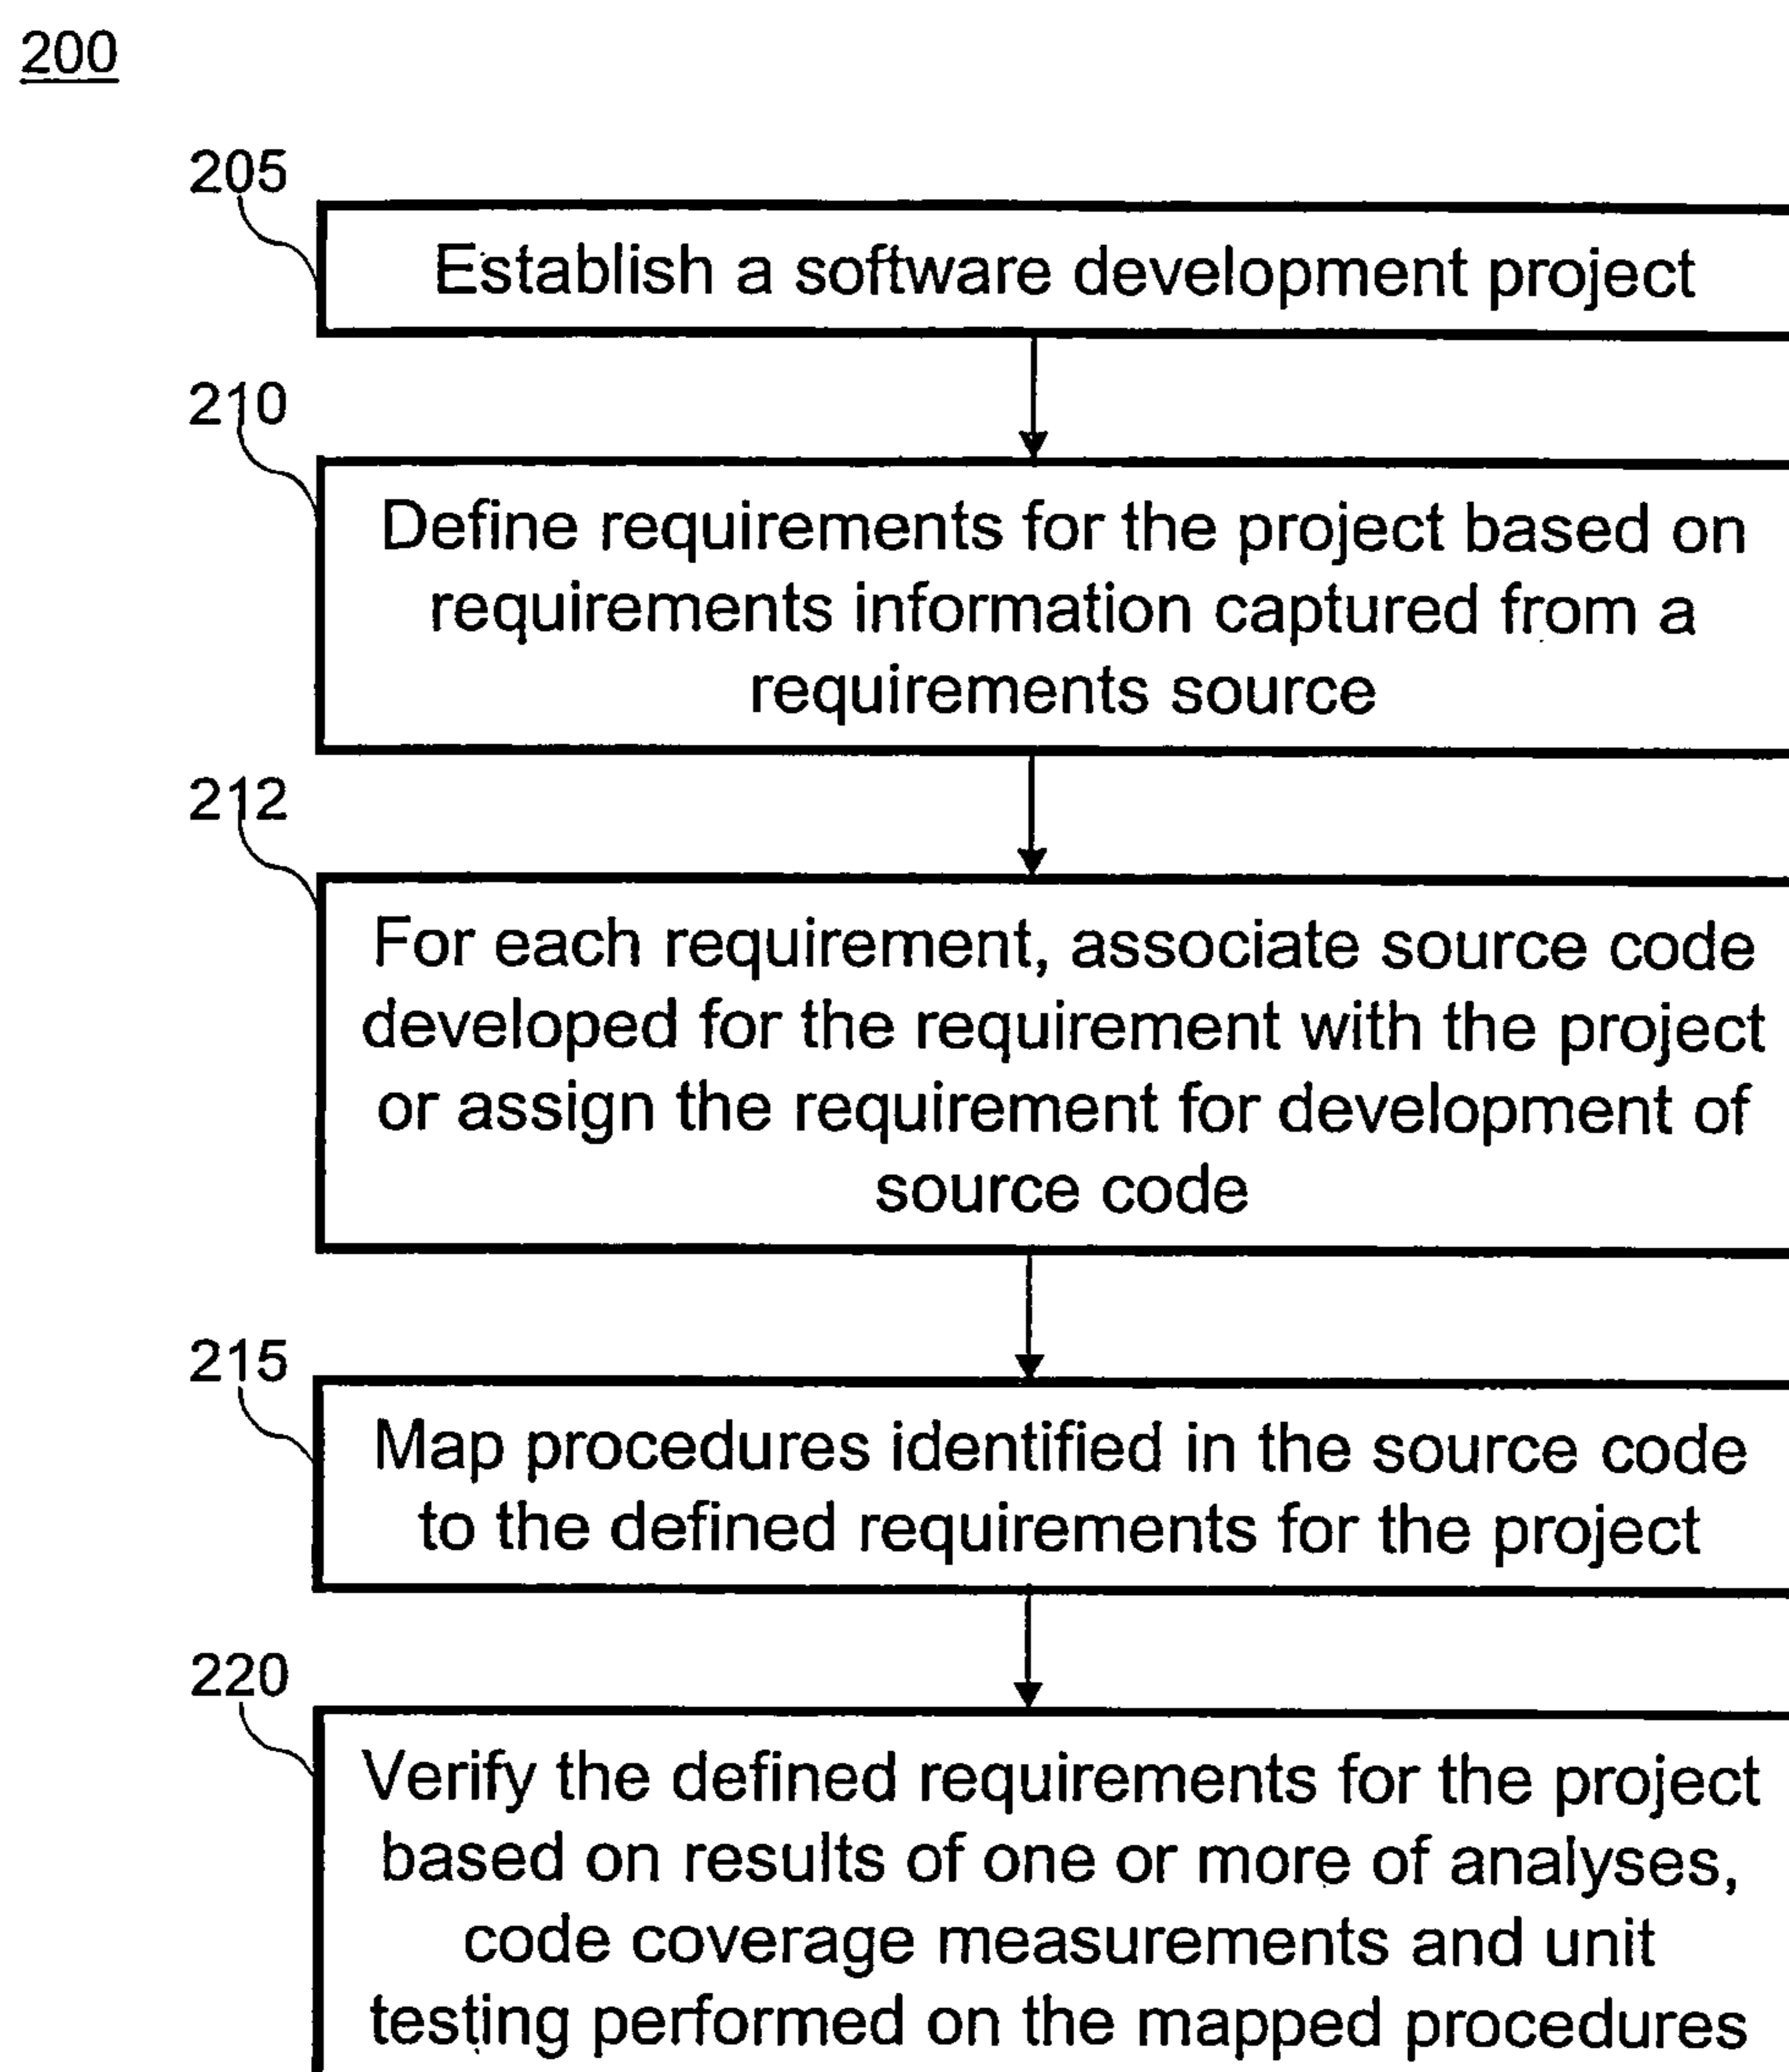 200
205
Establish a software development project
210
Define requirements for the project based on
requirements information captured from a
requirements source
212
For each requirement, associate source code
developed for the requirement with the project
or assign the requirement for development of
source code
215
Map procedures identified in the source code
to the defined requirements for the project
220
Verify the defined requirements for the project
based on results of one or more of analyses,
code coverage measurements and unit
testing performed on the mapped procedures